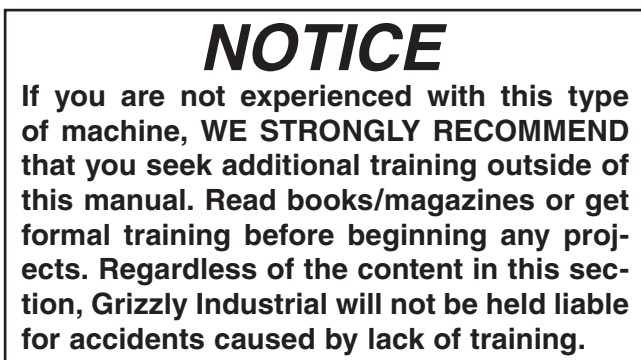 NOTICE
If you are not experienced with this type
of machine, WE STRONGLY RECOMMEND
that you seek additional training outside of
this manual. Read books/magazines or get
formal training before beginning any proj-
ects. Regardless of the content in this sec-
tion, Grizzly Industrial will not be held liable
for accidents caused by lack of training.